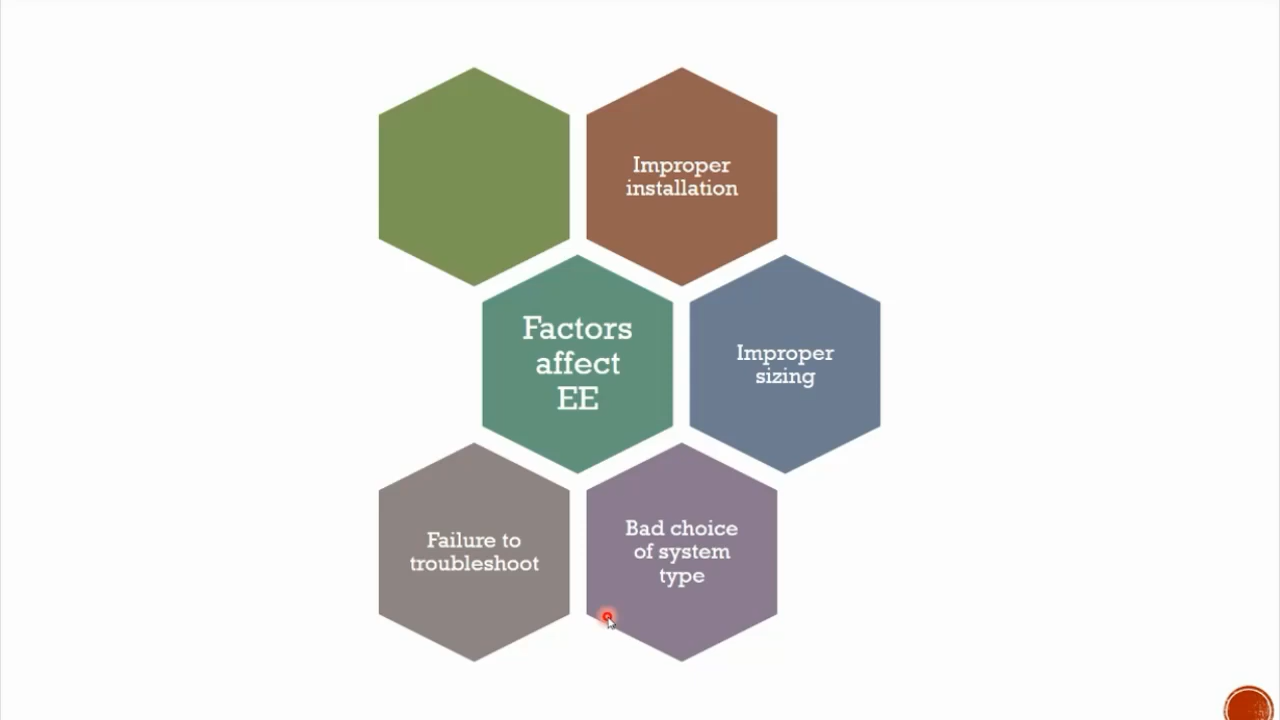 Improper
installation
Factors
affect
EE
Improper
sizing
Failure to
troubleshoot
Bad choice
of system
type